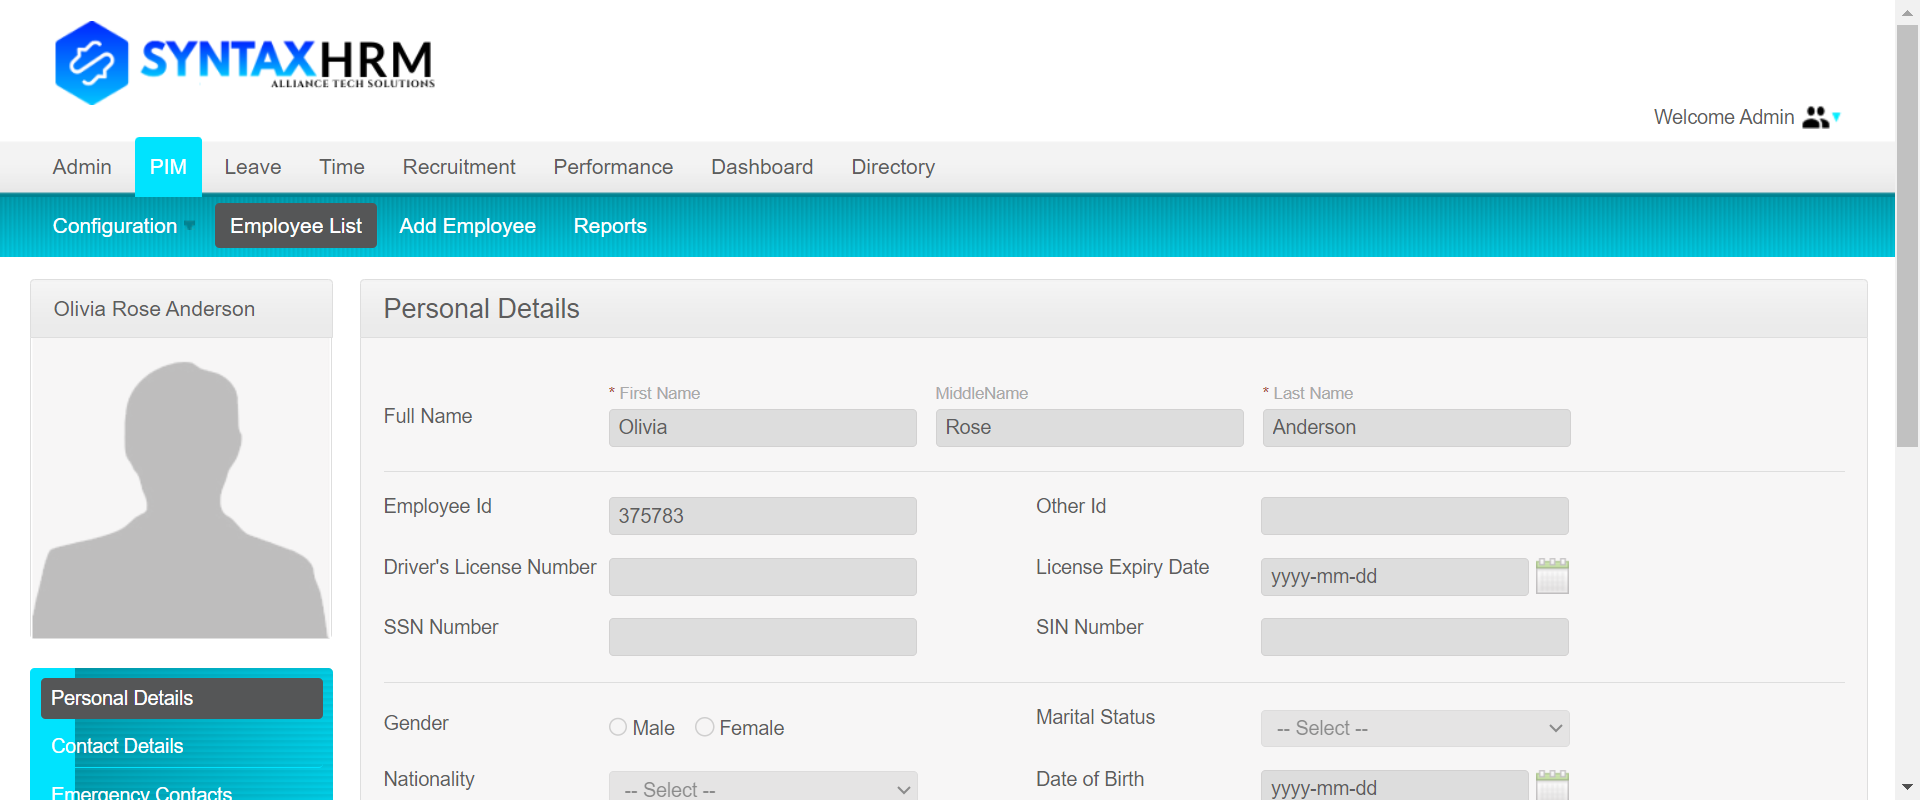 SYNTAXHRM
ALLIANCE TECH SOLUTIONS
Welcome Admin
Admin PIM Leave Time Recruitment Performance Dashboard Directory
Configuration Employee List Add Employee Reports
Olivia Rose Anderson
Personal Details
Contact Details
Emergency Contacts
Personal Details
* First Name MiddleName * Last Name
Full Name Olivia Rose Anderson
Employee Id 375783 Other Id
Driver's License Number License Expiry Date yyyy-mm-dd
SSN Number SIN Number
Gender Male Female Marital Status -- Select --
Nationality -- Select -- Date of Birth yyyy-mm-dd